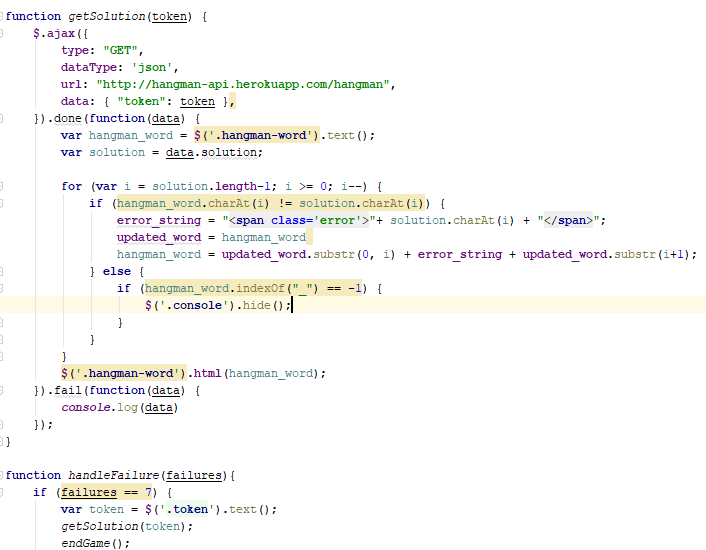 function getSolution(token) {
    $.ajax({
        type: "GET",
        dataType: 'json',
        url: "http://hangman-api.herokuapp.com/hangman",
        data: { "token": token },
    }).done(function(data) {
        var hangman_word = $('.hangman-word').text();
        var solution = data.solution;

        for (var i = solution.length-1; i >= 0; i--) {
            if (hangman_word.charAt(i) != solution.charAt(i)) {
                error_string = "<span class='error'>"+ solution.charAt(i) + "</span>";
                updated_word = hangman_word
                hangman_word = updated_word.substr(0, i) + error_string + updated_word.substr(i+1);
            } else {
                if (hangman_word.indexOf("_") == -1) {
                    $('.console').hide();
                }
            }
        }
        $('.hangman-word').html(hangman_word);
    }).fail(function(data) {
        console.log(data)
    });
}

function handleFailure(failures){
    if (failures == 7) {
        var token = $('.token').text();
        getSolution(token);
        endGame();